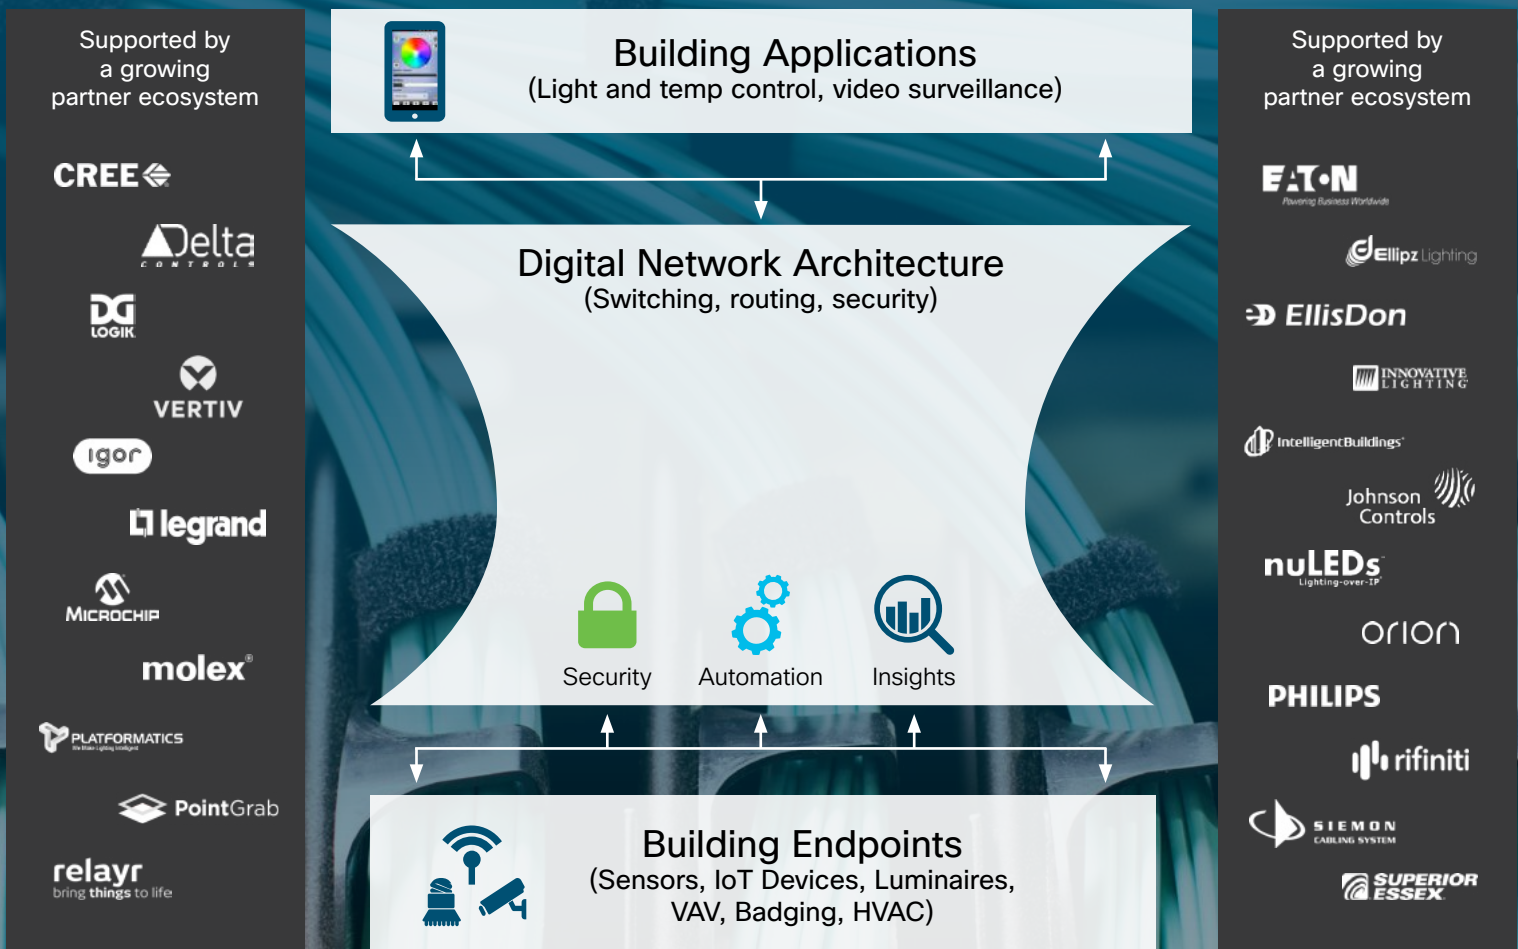 Supported by
a growing
partner ecosystem
CREE
Delta
CONTROLS
DG
LOGIK
VERTIV
igor
legrand
MICROCHIP
molex®
PLATFORMATICS
We Make Lighting Intelligent
PointGrab
relayr
bring things to life
Building Applications
(Light and temp control, video surveillance)
Digital Network Architecture
(Switching, routing, security)
Security Automation Insights
Building Endpoints
(Sensors, IoT Devices, Luminaires,
VAV, Badging, HVAC)
Supported by
a growing
partner ecosystem
EATON
Powering Business Worldwide
Ellipz Lighting
EllisDon
INNOVATIVE
LIGHTING
IntelligentBuildings
Johnson
Controls
nuLEDs
Lighting-over-IP
orion
PHILIPS
rifiniti
SIEMON
CABLING SYSTEM
SUPERIOR
ESSEX